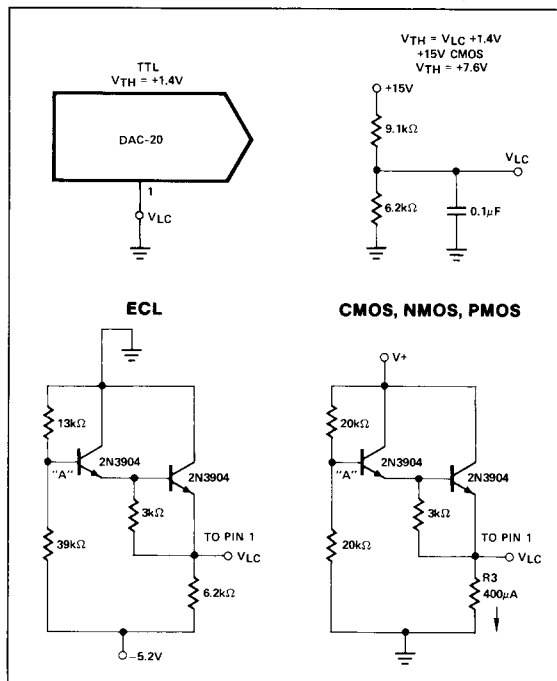 TTL
VTH = +1.4V
DAC-20
1
VLC
VTH = VLC +1.4V
+15V CMOS
VTH = +7.6V
+15V
9.1kΩ
VLC
6.2kΩ
0.1µF
ECL
13kΩ
"A"
2N3904
2N3904
3kΩ
39kΩ
TO PIN 1
VLC
6.2kΩ
−5.2V
CMOS, NMOS, PMOS
V+
20kΩ
"A"
2N3904
2N3904
3kΩ
20kΩ
TO PIN 1
VLC
R3
400µA